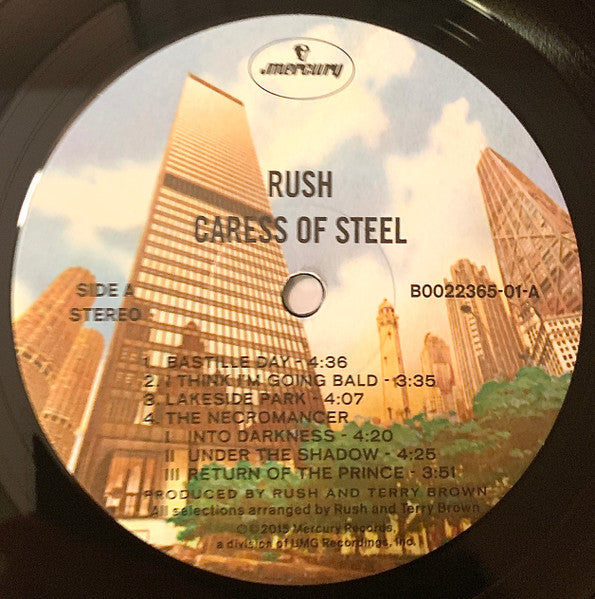 mercury
RUSH
CARESS OF STEEL
SIDE A
STEREO
B0022365-01-A
1. BASTILLE DAY - 4:36
2. I THINK I'M GOING BALD - 3:35
3. LAKESIDE PARK - 4:07
4. THE NECROMANCER
I INTO DARKNESS - 4:20
II UNDER THE SHADOW - 4:25
III RETURN OF THE PRINCE - 3:51
PRODUCED BY RUSH AND TERRY BROWN
All selections arranged by Rush and Terry Brown
℗©2015 Mercury Records,
a division of UMG Recordings, Inc.